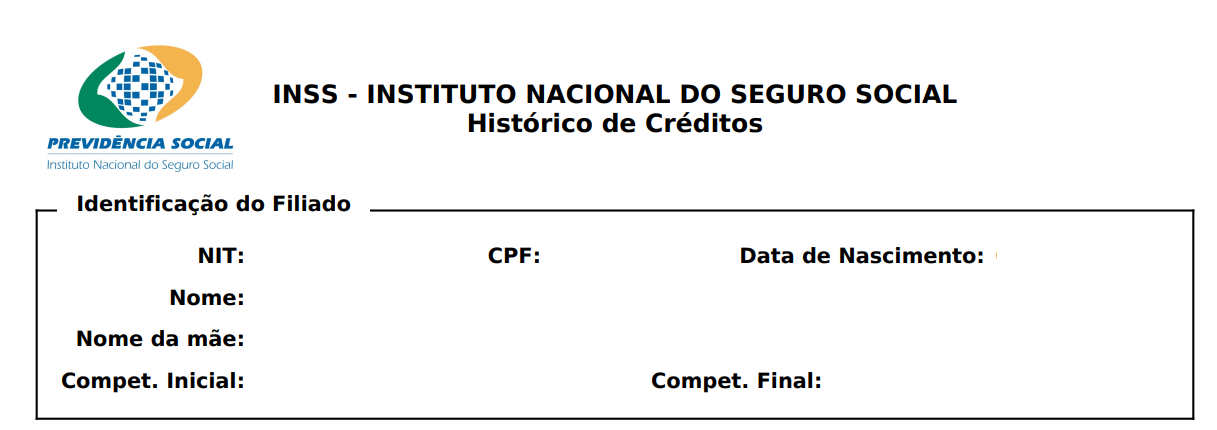 INSS - INSTITUTO NACIONAL DO SEGURO SOCIAL
Histórico de Créditos
PREVIDÊNCIA SOCIAL
Instituto Nacional do Seguro Social
Identificação do Filiado
NIT: CPF: Data de Nascimento:
Nome:
Nome da mãe:
Compet. Inicial: Compet. Final: